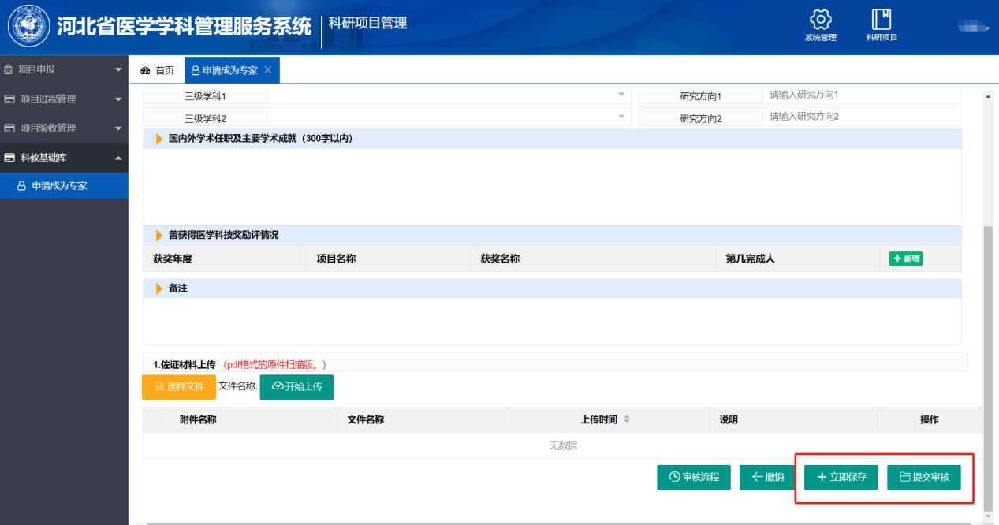 河北省医学学科管理服务系统 科研项目管理
系统管理
科研项目
项目申报
项目过程管理
项目验收管理
科教基础库
申请成为专家
首页 申请成为专家
三级学科1 研究方向1 请输入研究方向1
三级学科2 研究方向2 请输入研究方向2
国内外学术任职及主要学术成就（300字以内）
曾获得医学科技奖励评情况
获奖年度 项目名称 获奖名称 第几完成人 新增
备注
1.佐证材料上传 （pdf格式的原件扫描版。）
选择文件 文件名称: 开始上传
附件名称 文件名称 上传时间 说明 操作
无数据
审核流程 撤销 立即保存 提交审核